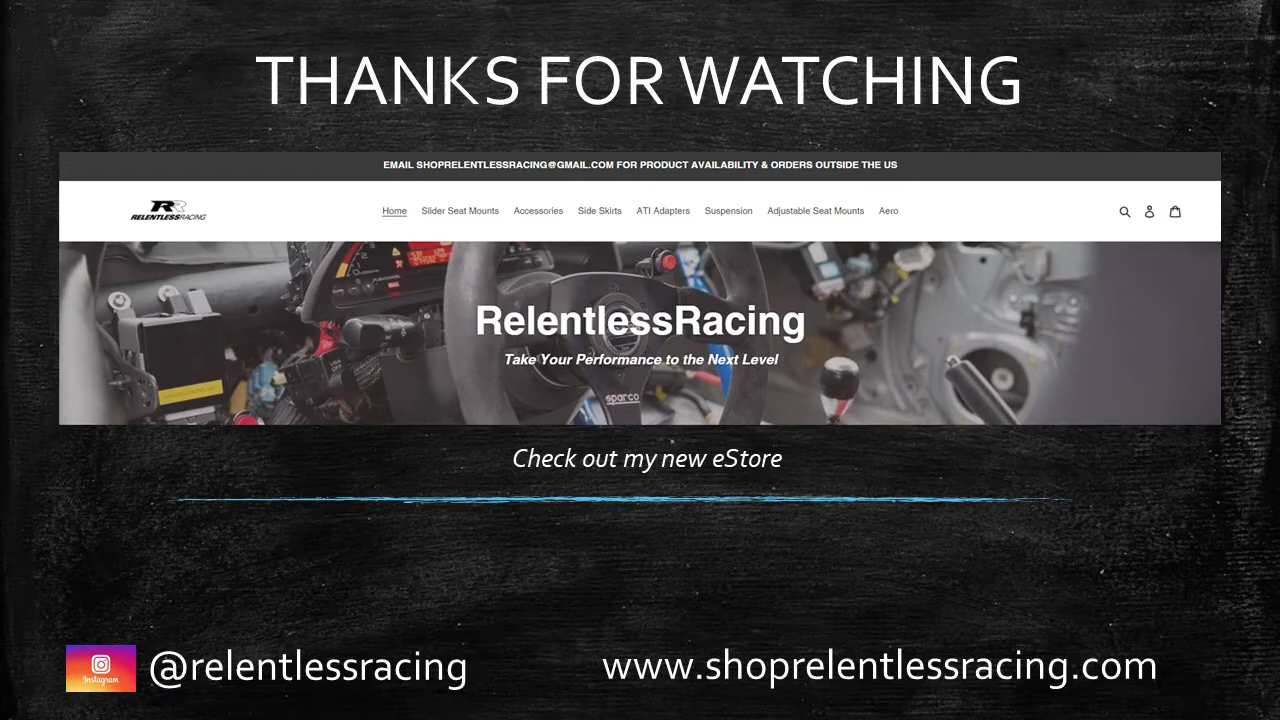 THANKS FOR WATCHING
EMAIL SHOPRELENTLESSRACING@GMAIL.COM FOR PRODUCT AVAILABILITY & ORDERS OUTSIDE THE US
RR
RELENTLESSRACING
Home Slider Seat Mounts Accessories Side Skirts ATI Adapters Suspension Adjustable Seat Mounts Aero
RelentlessRacing
Take Your Performance to the Next Level
sparco
Check out my new eStore
Instagram
@relentlessracing
www.shoprelentlessracing.com